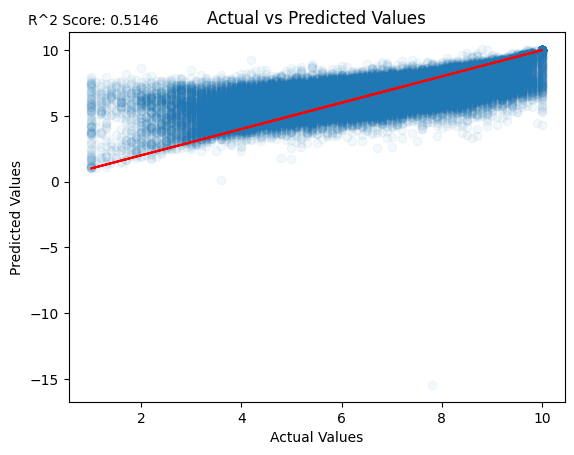 R^2 Score: 0.5146
Actual vs Predicted Values
Predicted Values
10
5
0
−5
−10
−15
2
4
6
8
10
Actual Values